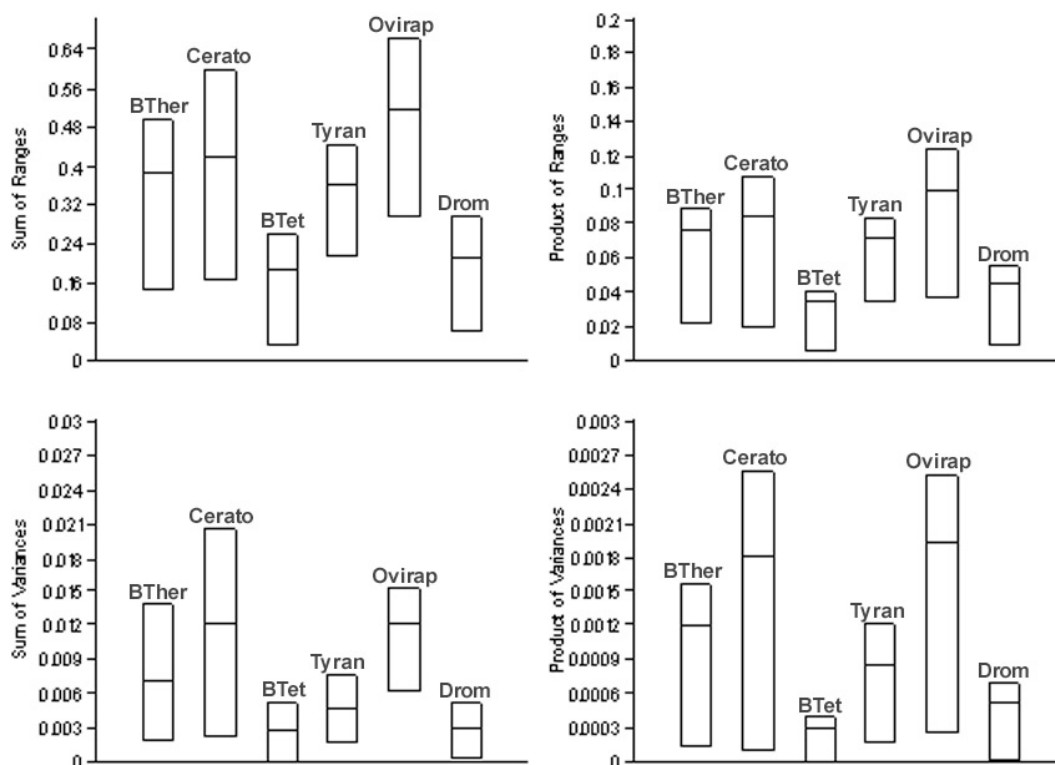 Sum of Ranges
0.64
0.56
0.48
0.4
0.32
0.24
0.16
0.08
0
BTher
Cerato
BTet
Tyran
Ovirap
Drom
Product of Ranges
0.2
0.18
0.16
0.14
0.12
0.1
0.08
0.06
0.04
0.02
0
BTher
Cerato
BTet
Tyran
Ovirap
Drom
Sum of Variances
0.03
0.027
0.024
0.021
0.018
0.015
0.012
0.009
0.006
0.003
0
BTher
Cerato
BTet
Tyran
Ovirap
Drom
Product of Variances
0.003
0.0027
0.0024
0.0021
0.0018
0.0015
0.0012
0.0009
0.0006
0.0003
0
BTher
Cerato
BTet
Tyran
Ovirap
Drom